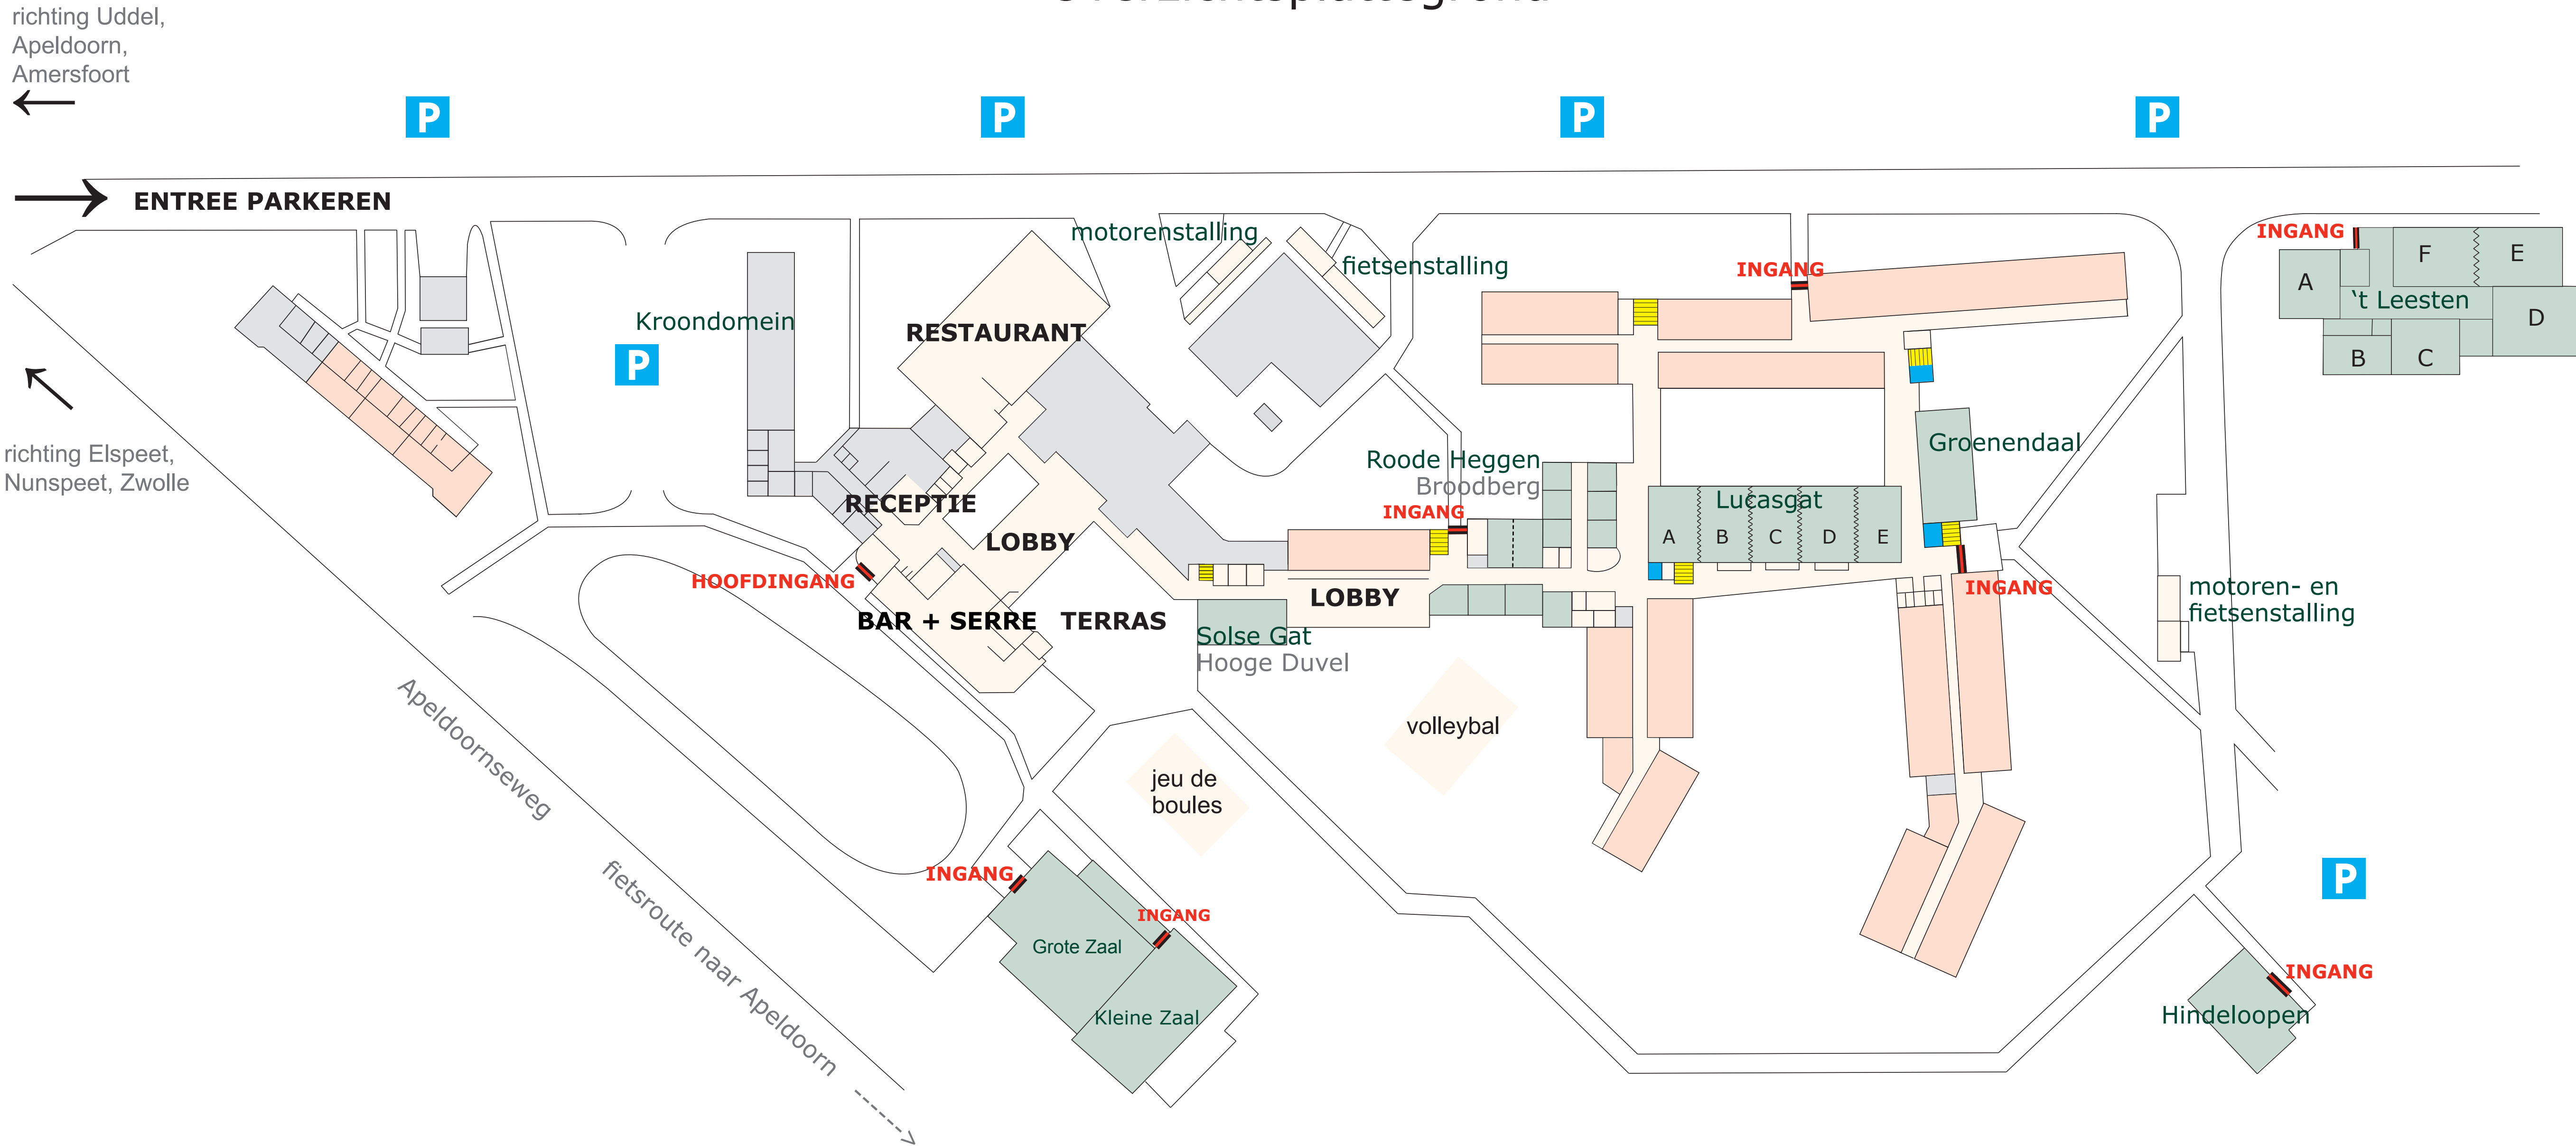 Overzichtsplattegrond
richting Uddel,
Apeldoorn,
Amersfoort
P
P
P
P
ENTREE PARKEREN
motorenstalling
fietsenstalling
INGANG
INGANG
F
E
A
't Leesten
D
B
C
Kroondomein
RESTAURANT
P
richting Elspeet,
Nunspeet, Zwolle
Roode Heggen
Broodberg
INGANG
Groenendaal
Lucasgat
A
B
C
D
E
RECEPTIE
LOBBY
HOOFDINGANG
BAR + SERRE
TERRAS
LOBBY
Solse Gat
Hooge Duvel
INGANG
motoren- en
fietsenstalling
volleybal
jeu de
boules
Apeldoornseweg
fietsroute naar Apeldoorn
INGANG
INGANG
Grote Zaal
Kleine Zaal
P
INGANG
Hindeloopen